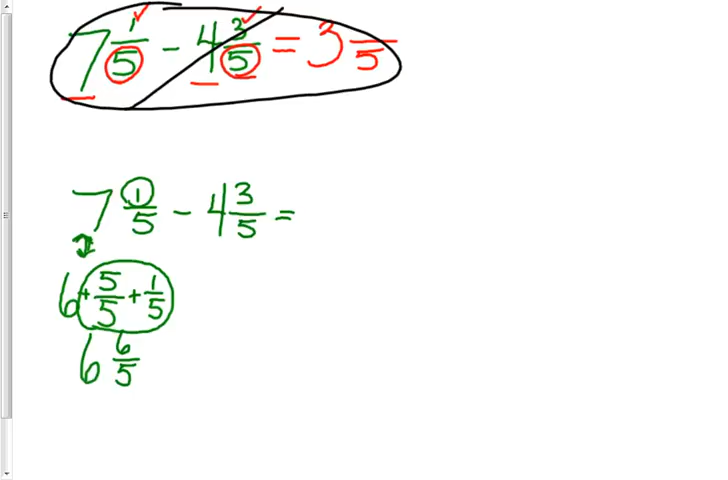 7 1/5 - 4 3/5 = 3 /5
7 1/5 - 4 3/5 =
6 + 5/5 + 1/5
6 6/5